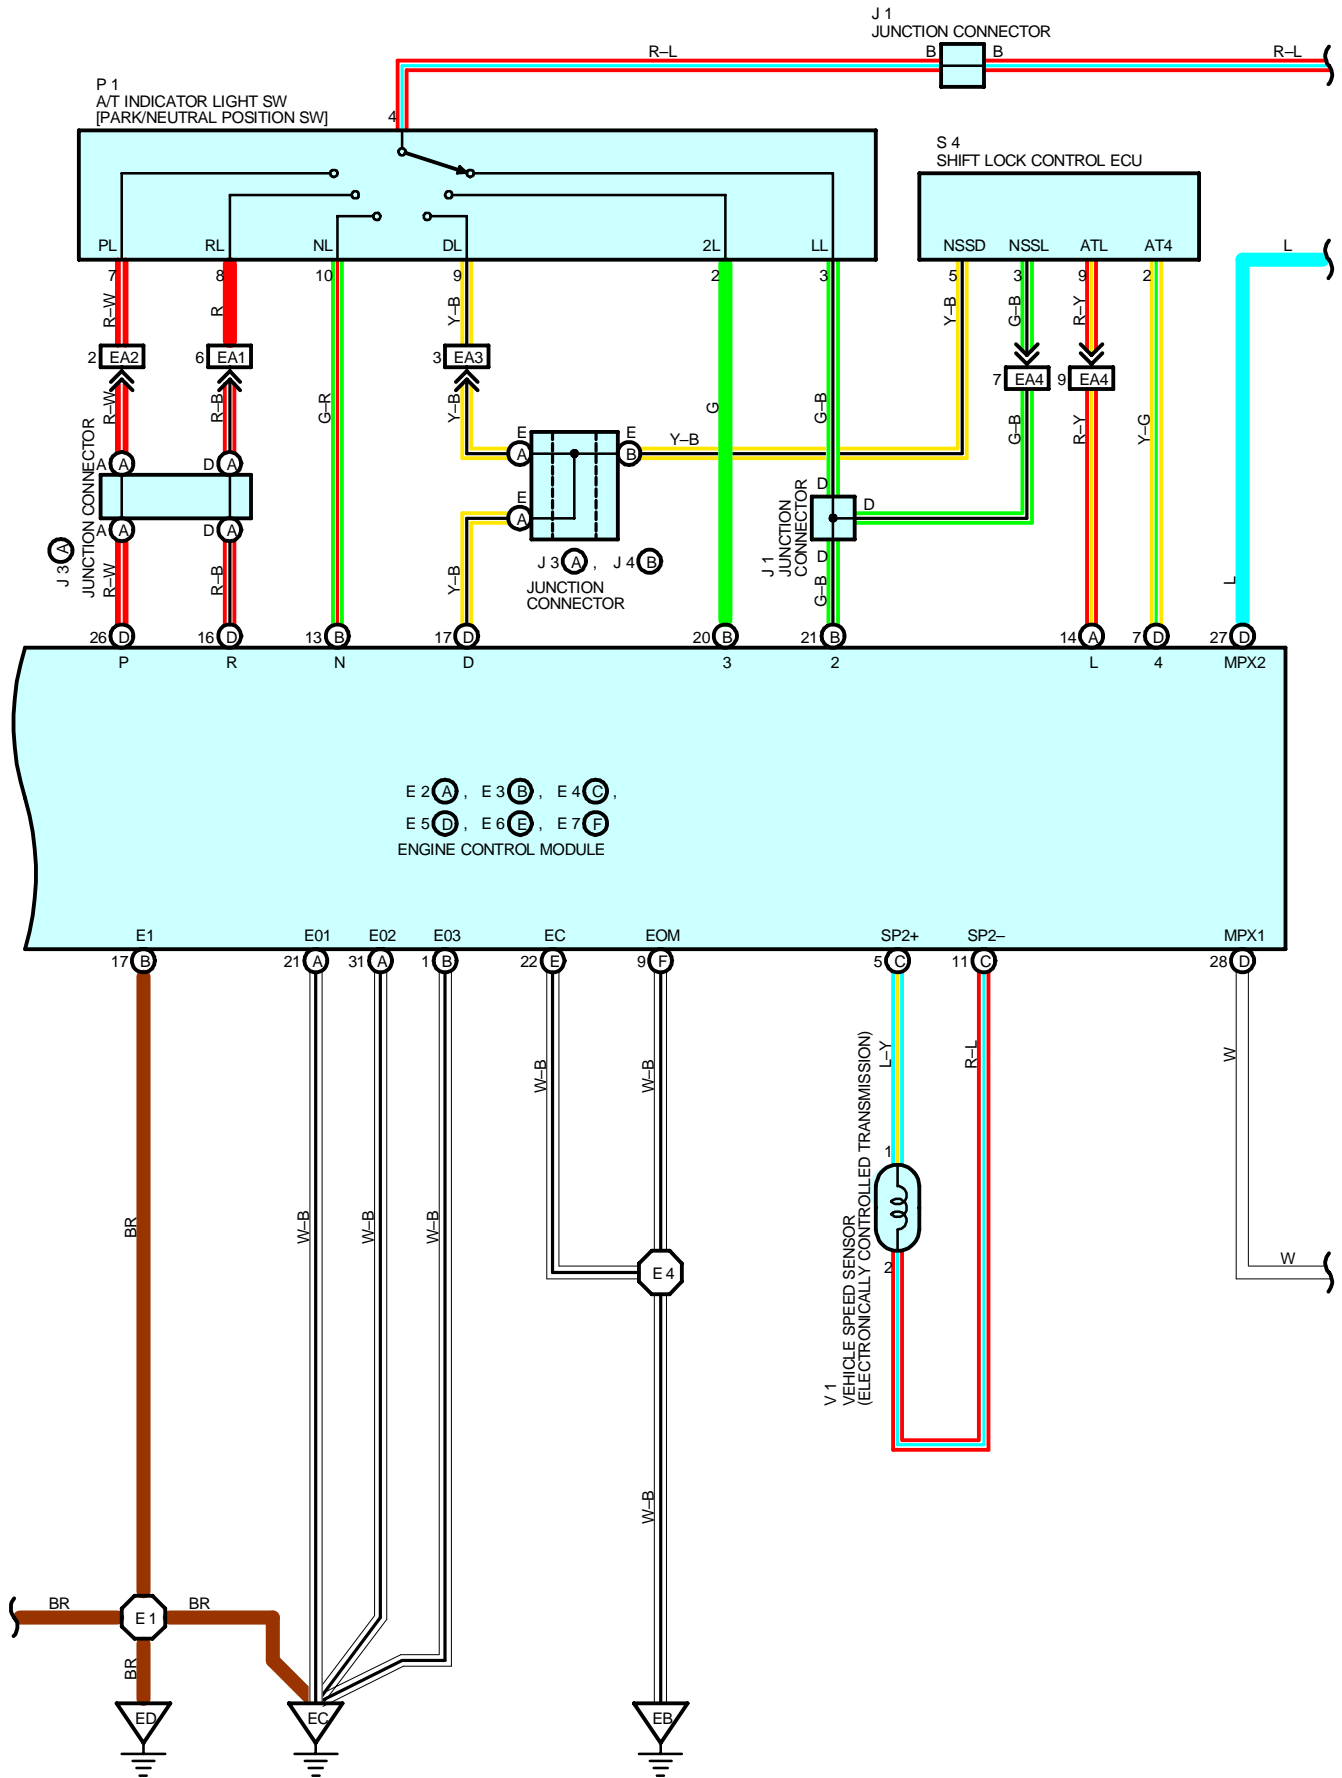 J 1
JUNCTION CONNECTOR
R–L B B R–L
P 1
A/T INDICATOR LIGHT SW
[PARK/NEUTRAL POSITION SW]
4
S 4
SHIFT LOCK CONTROL ECU
PL RL NL DL 2L LL
NSSD NSSL ATL AT4
7 8 10 9 2 3 5 3 9 2
L
R–W R Y–B Y–B G–B R–Y
2 EA2 6 EA1 3 EA3
7 EA4 9 EA4
R–W R–B G–R Y–B G G–B G–B R–Y Y–G
E A E B Y–B
A A D A
E A
D D D
J 1
JUNCTION
CONNECTOR
A A D A
J 3 A
JUNCTION CONNECTOR
J 3 A , J 4 B
JUNCTION
CONNECTOR
R–W R–B Y–B G–B L
26 D 16 D 13 B 17 D 20 B 21 B 14 A 7 D 27 D
P R N D 3 2 L 4 MPX2
E 2 A , E 3 B , E 4 C ,
E 5 D , E 6 E , E 7 F
ENGINE CONTROL MODULE
E1 E01 E02 E03 EC EOM SP2+ SP2– MPX1
17 B 21 A 31 A 1 B 22 E 9 F 5 C 11 C 28 D
W–B W–B L–Y R–L W
1
2
V 1
VEHICLE SPEED SENSOR
(ELECTRONICALLY CONTROLLED TRANSMISSION)
BR W–B W–B W–B
E 4
W
W–B
BR E 1 BR
BR
ED EC EB